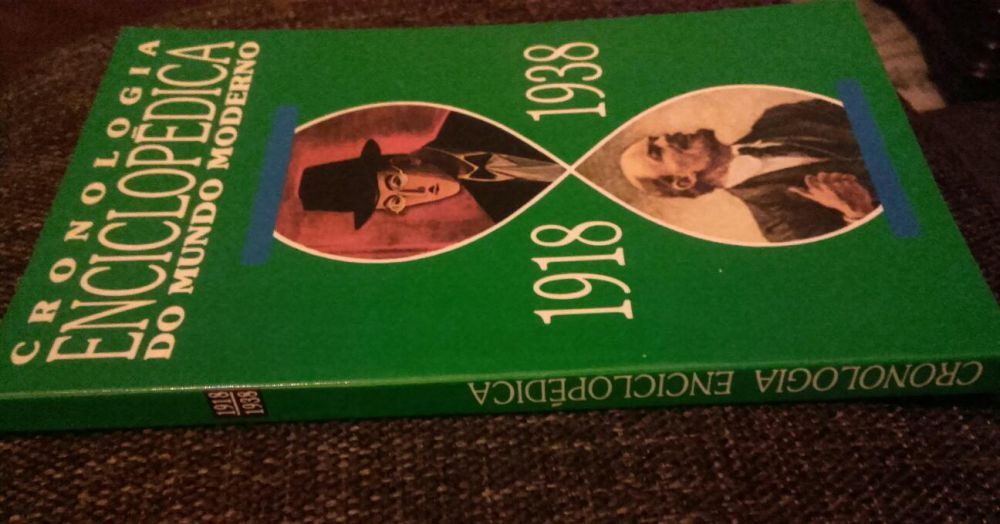 CRONOLOGIA
ENCICLOPÉDICA
DO MUNDO MODERNO
1918
1938
1918
1938
CRONOLOGIA ENCICLOPÉDICA